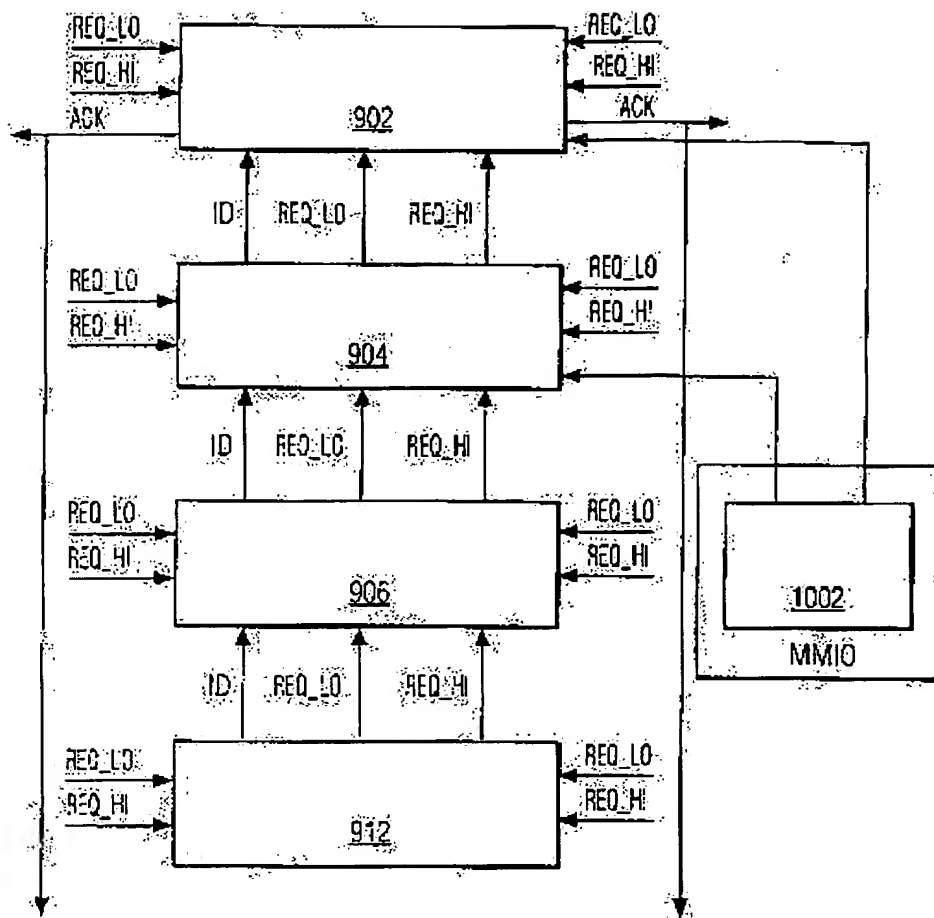 REQ_LO REQ_LO
REQ_HI REQ_HI
ACK 902 ACK
ID REQ_LO REQ_HI
REQ_LO REQ_LO
REQ_HI REQ_HI
904
ID REQ_LO REQ_HI
REQ_LO REQ_LO
REQ_HI REQ_HI
906 1002
MMIO
ID REQ_LO REQ_HI
REQ_LO REQ_LO
REQ_HI REQ_HI
912